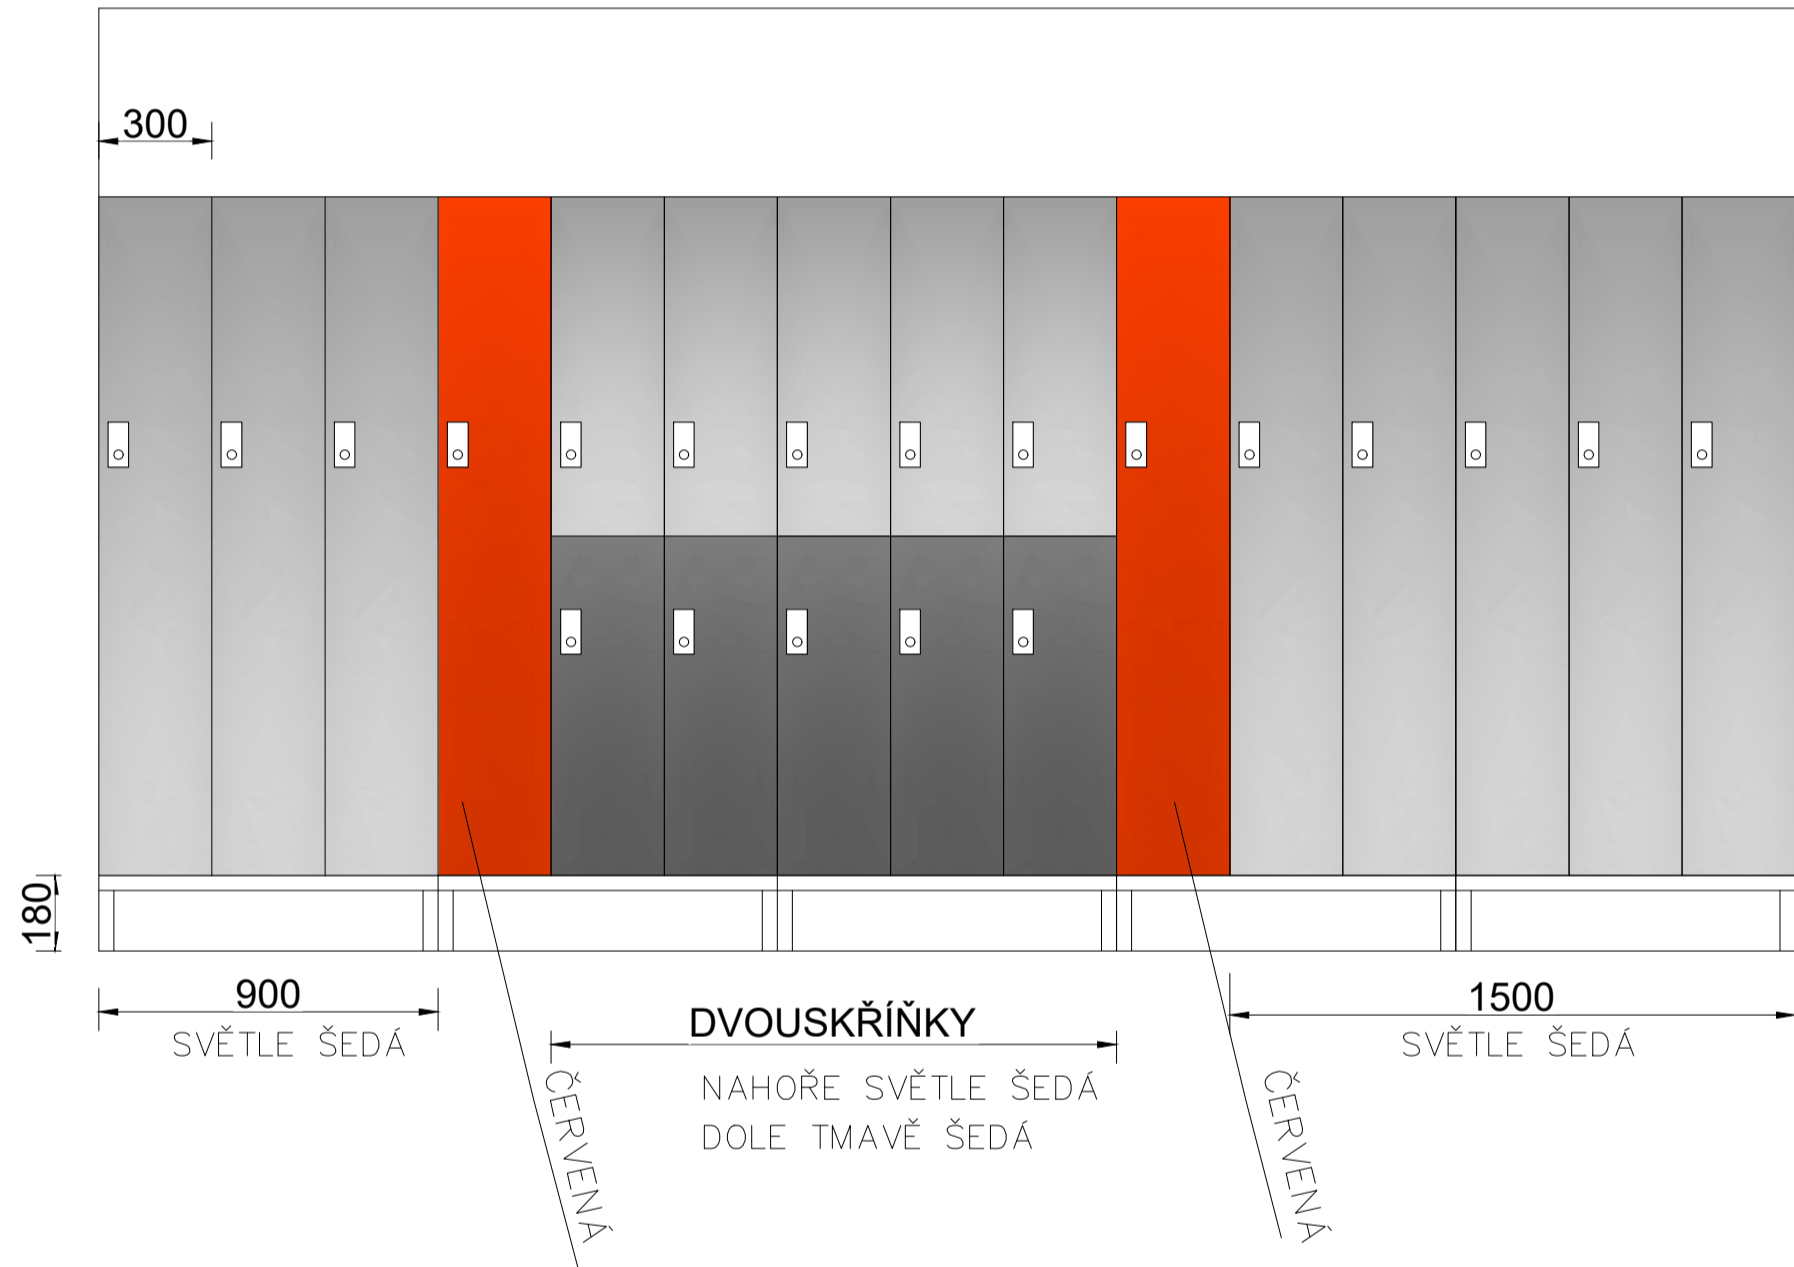 300
180
900
SVĚTLE ŠEDÁ
DVOUSKŘÍŇKY
NAHOŘE SVĚTLE ŠEDÁ
DOLE TMAVĚ ŠEDÁ
1500
SVĚTLE ŠEDÁ
ČERVENÁ
ČERVENÁ